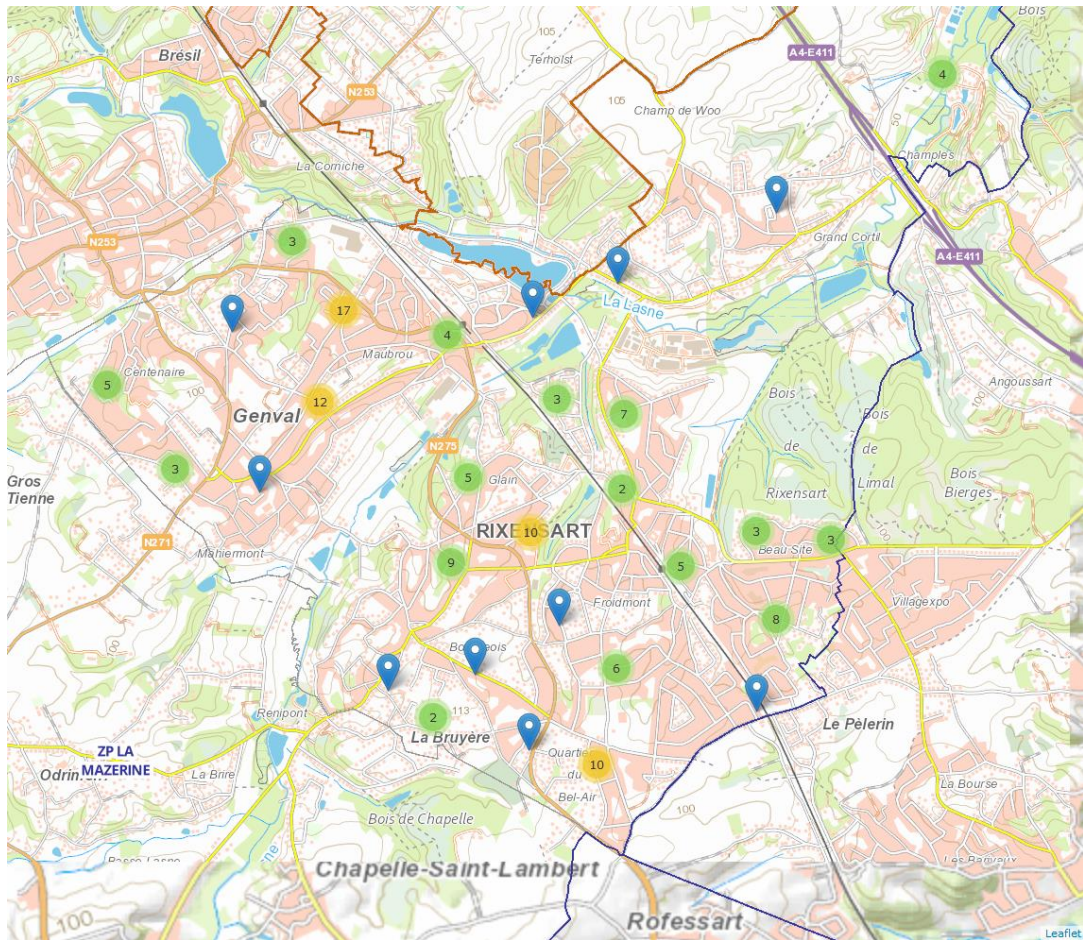 Brésil
105
Terholst
Bois
A4-E411
4
N253
105
Champ de Woo
50
La Corniche
Champles
3
N253
Grand Cortil
A4-E411
17
La Lasne
4
Maubrou
Centenaire
5
100
Angoussart
3
Bois
12
7
Genval
Bois
de
de
N275
Limal
3
5
Glain
Bois
Gros
Tienne
2
Rixensart
Bierges
RIXENSART
10
3
3
N271
Beau Site
Mahiermont
9
5
Froidmont
Villagexpo
8
6
113
2
Renipont
La Bruyère
Le Pèlerin
ZP LA
MAZERINE
Quartier
du
10
La Brire
La Bourse
Bel-Air
100
Bois de Chapelle
Chapelle-Saint-Lambert
100
Rofessart
Leaflet